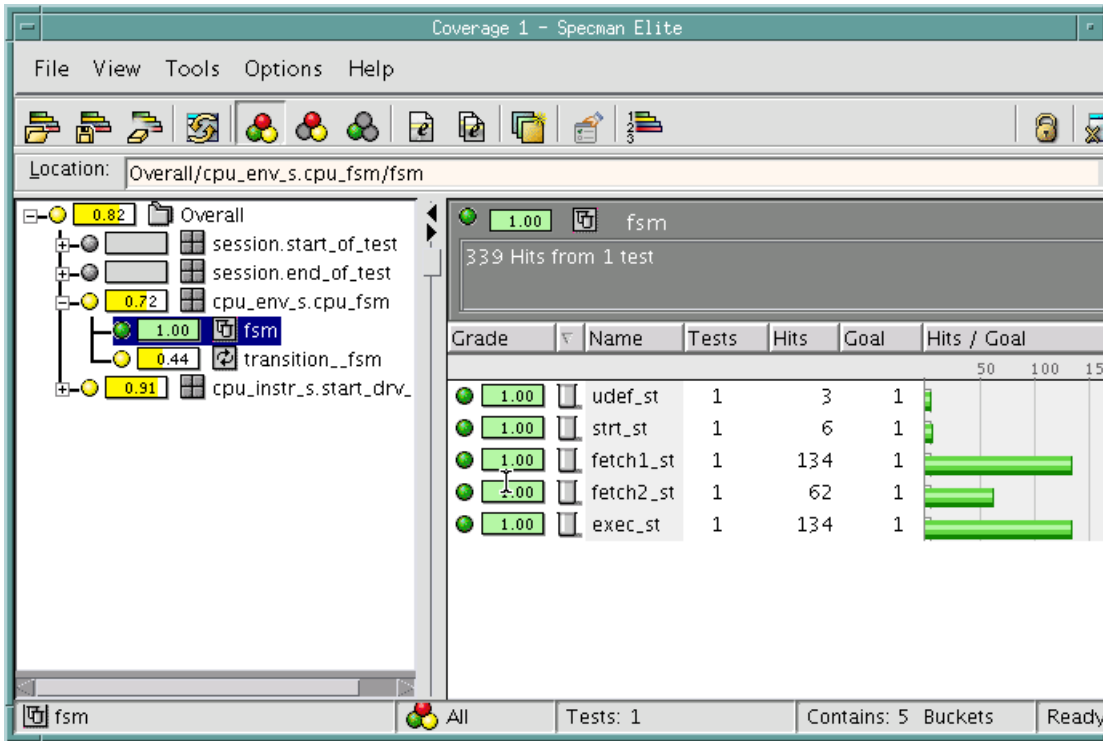 Coverage 1 - Specman Elite
File View Tools Options Help
Location: Overall/cpu_env_s.cpu_fsm/fsm
0.82 Overall
session.start_of_test
session.end_of_test
0.72 cpu_env_s.cpu_fsm
1.00 fsm
0.44 transition__fsm
0.91 cpu_instr_s.start_drv_
1.00 fsm
339 Hits from 1 test
Grade Name Tests Hits Goal Hits / Goal
50 100 15
1.00 udef_st 1 3 1
1.00 strt_st 1 6 1
1.00 fetch1_st 1 134 1
1.00 fetch2_st 1 62 1
1.00 exec_st 1 134 1
fsm All Tests: 1 Contains: 5 Buckets Ready